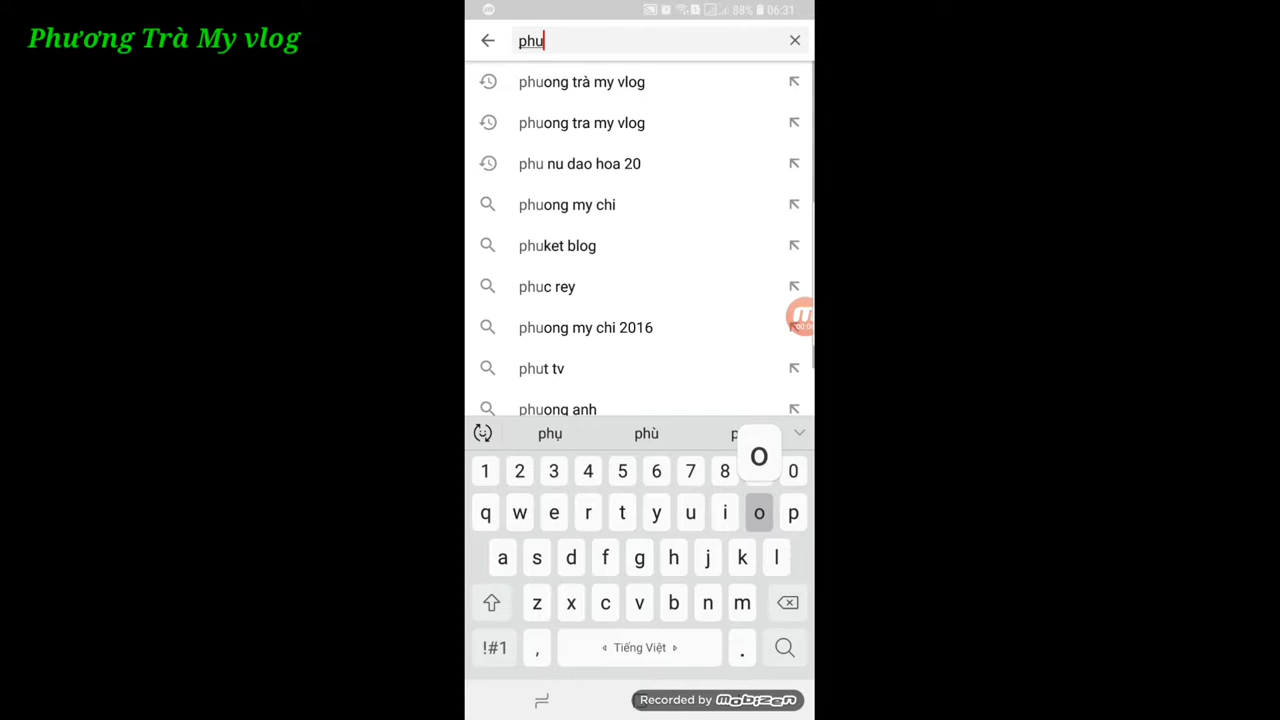 Phương Trà My vlog
88% 06:31
phu
phuong trà my vlog
phuong tra my vlog
phu nu dao hoa 20
phuong my chi
phuket blog
phuc rey
phuong my chi 2016
phut tv
phuong anh
phụ phù
o
1 2 3 4 5 6 7 8 0
q w e r t y u i o p
a s d f g h j k l
z x c v b n m
!#1 , Tiếng Việt .
Recorded by mobizen